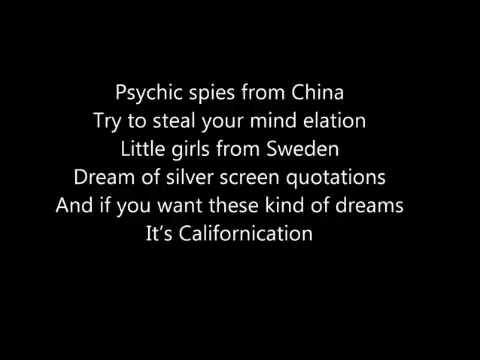 Psychic spies from China
Try to steal your mind elation
Little girls from Sweden
Dream of silver screen quotations
And if you want these kind of dreams
It's Californication